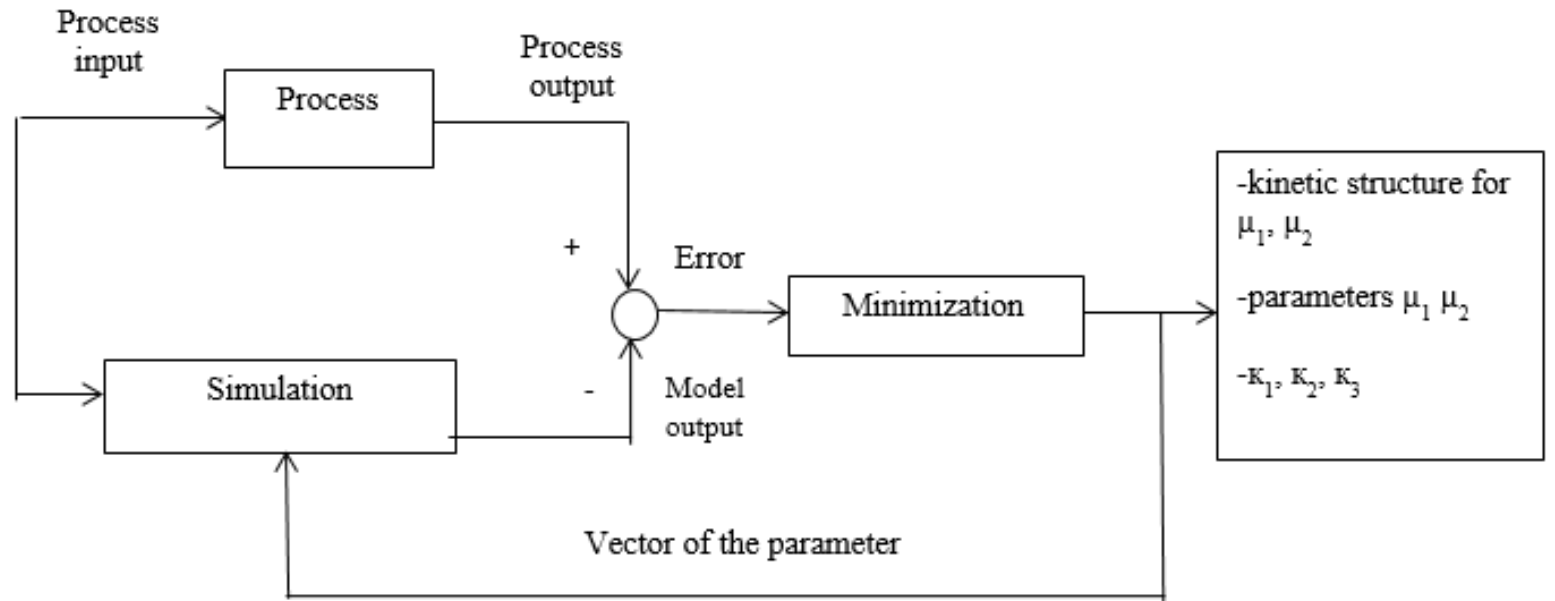 Process
input
Process
Process
output
+
Error
Minimization
-kinetic structure for
μ₁, μ₂
-parameters μ₁ μ₂
-κ₁, κ₂, κ₃
Simulation
-
Model
output
Vector of the parameter